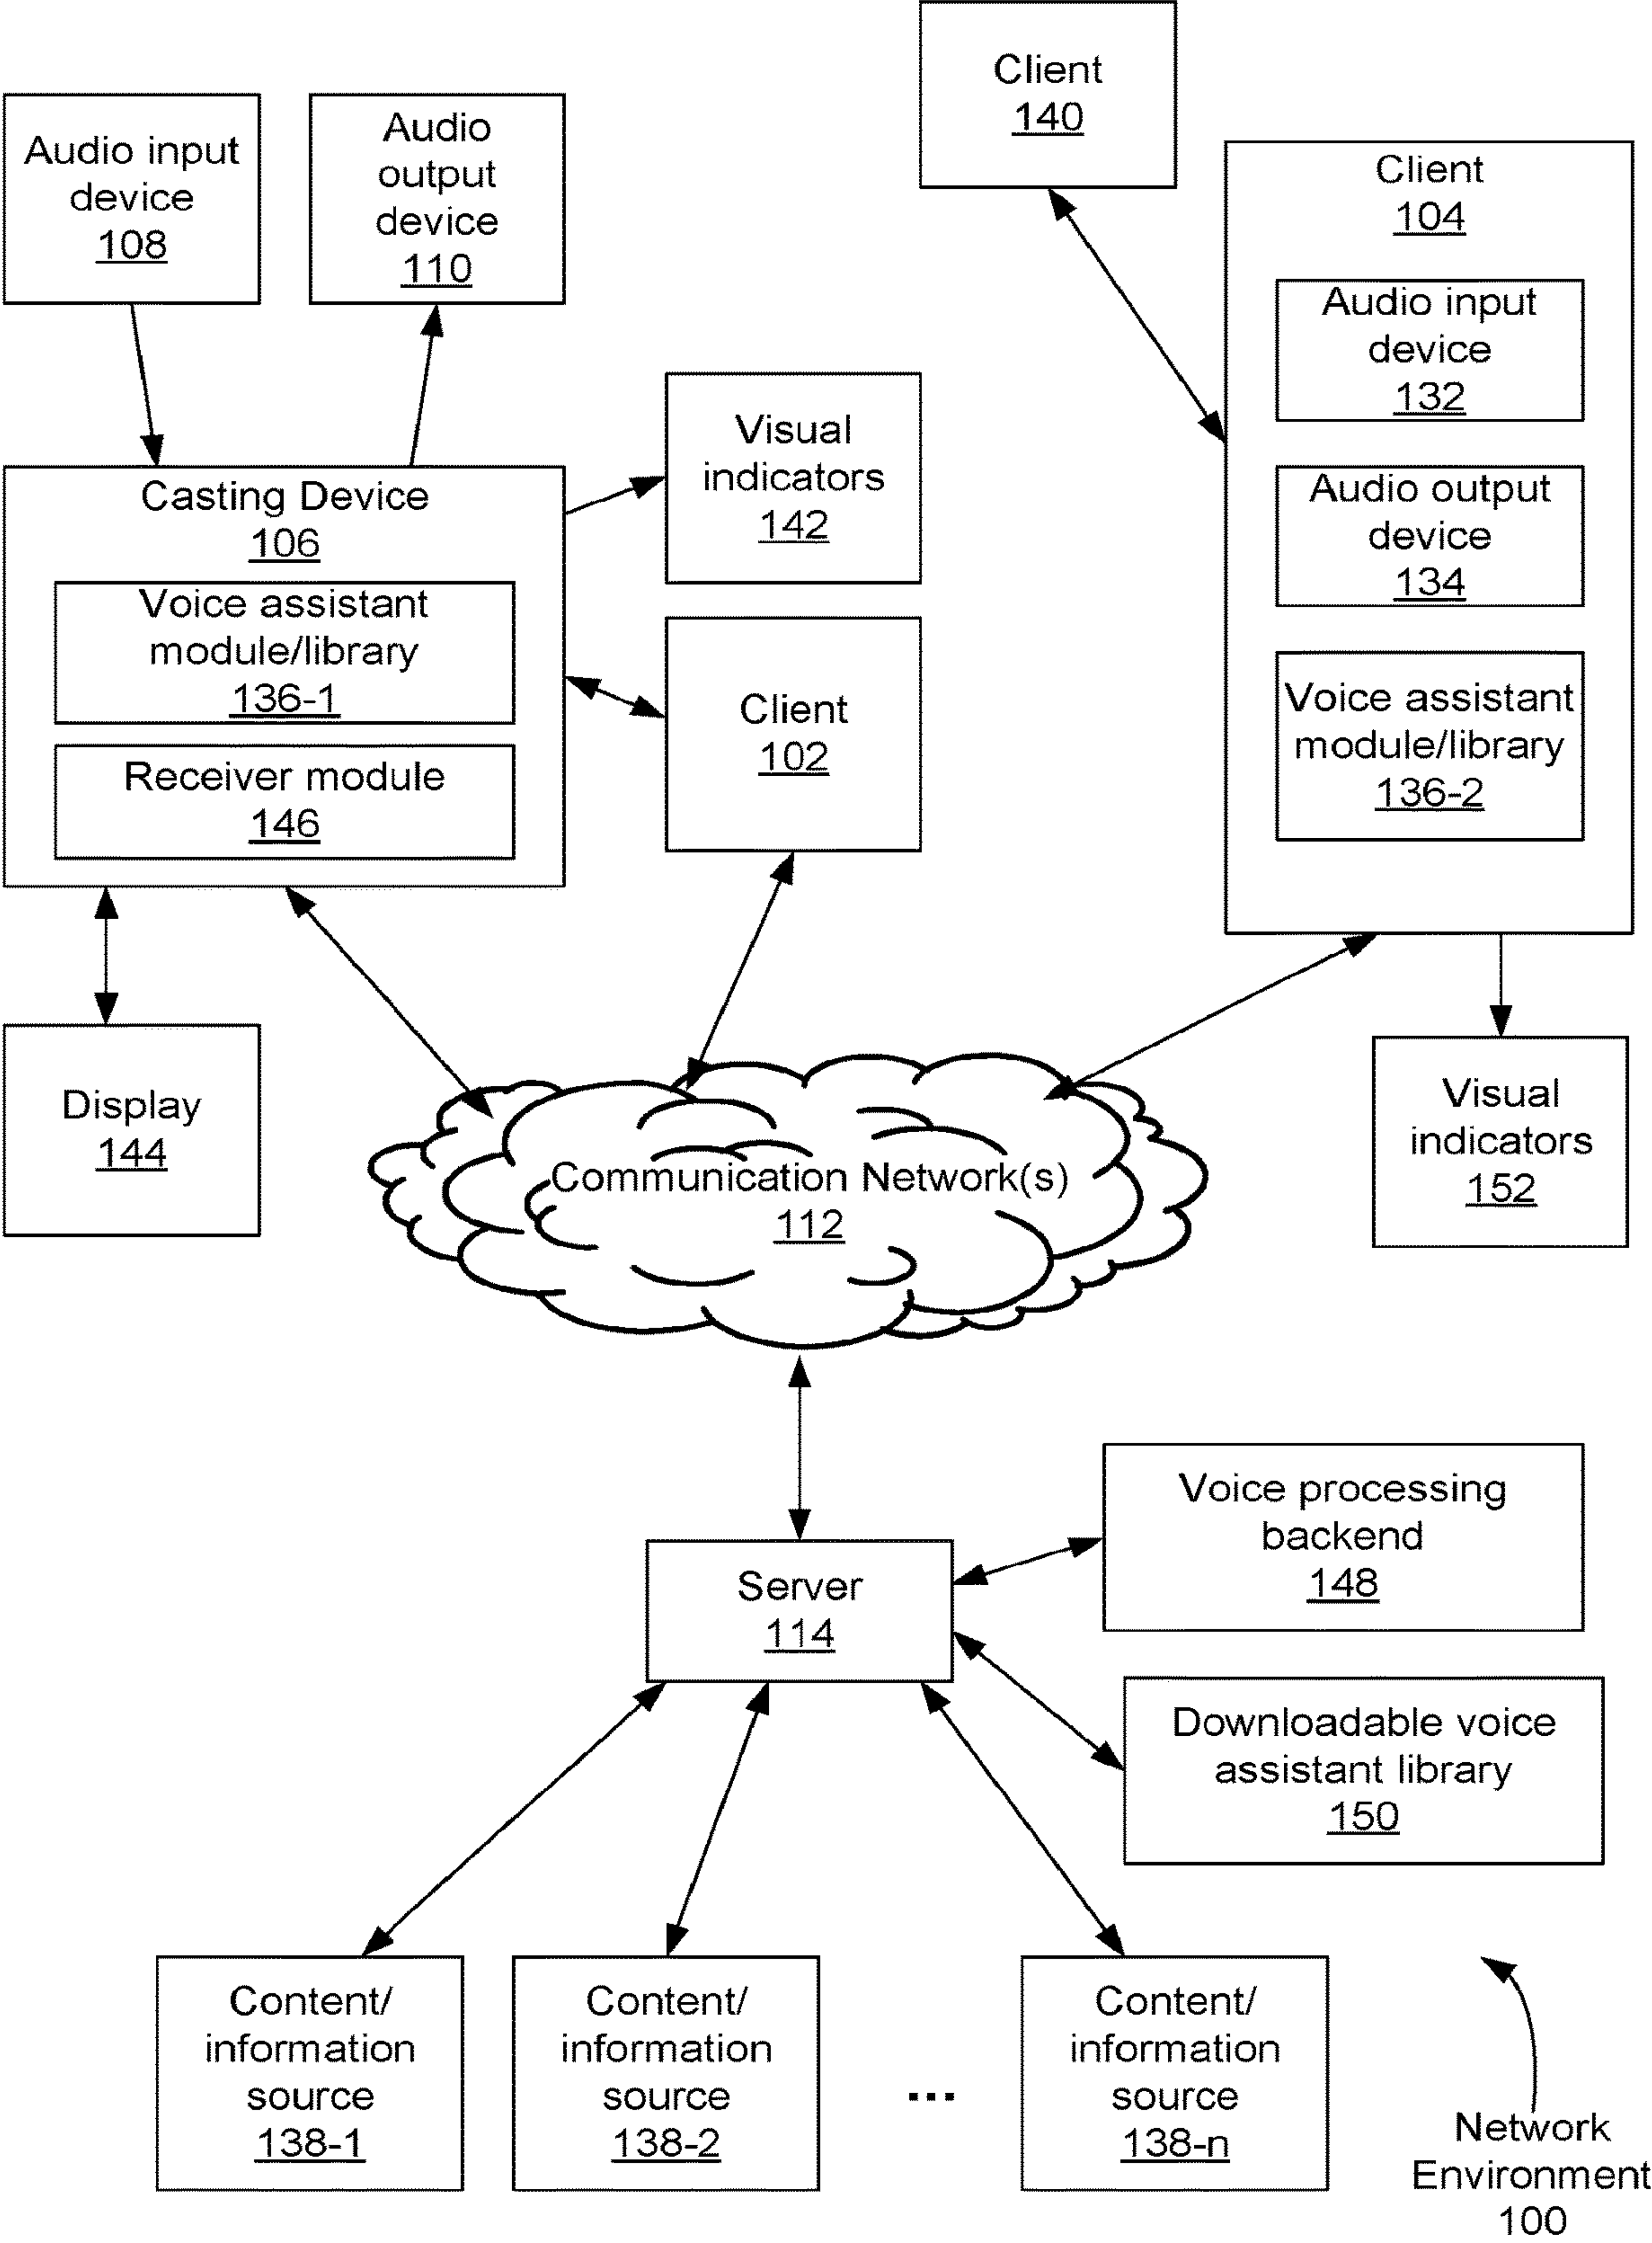 Client
140
Audio input
device
108
Audio
output
device
110
Client
104
Audio input
device
132
Audio output
device
134
Voice assistant
module/library
136-2
Visual
indicators
142
Casting Device
106
Voice assistant
module/library
136-1
Receiver module
146
Client
102
Display
144
Communication Network(s)
112
Visual
indicators
152
Server
114
Voice processing
backend
148
Downloadable voice
assistant library
150
Content/
information
source
138-1
Content/
information
source
138-2
...
Content/
information
source
138-n
Network
Environment
100